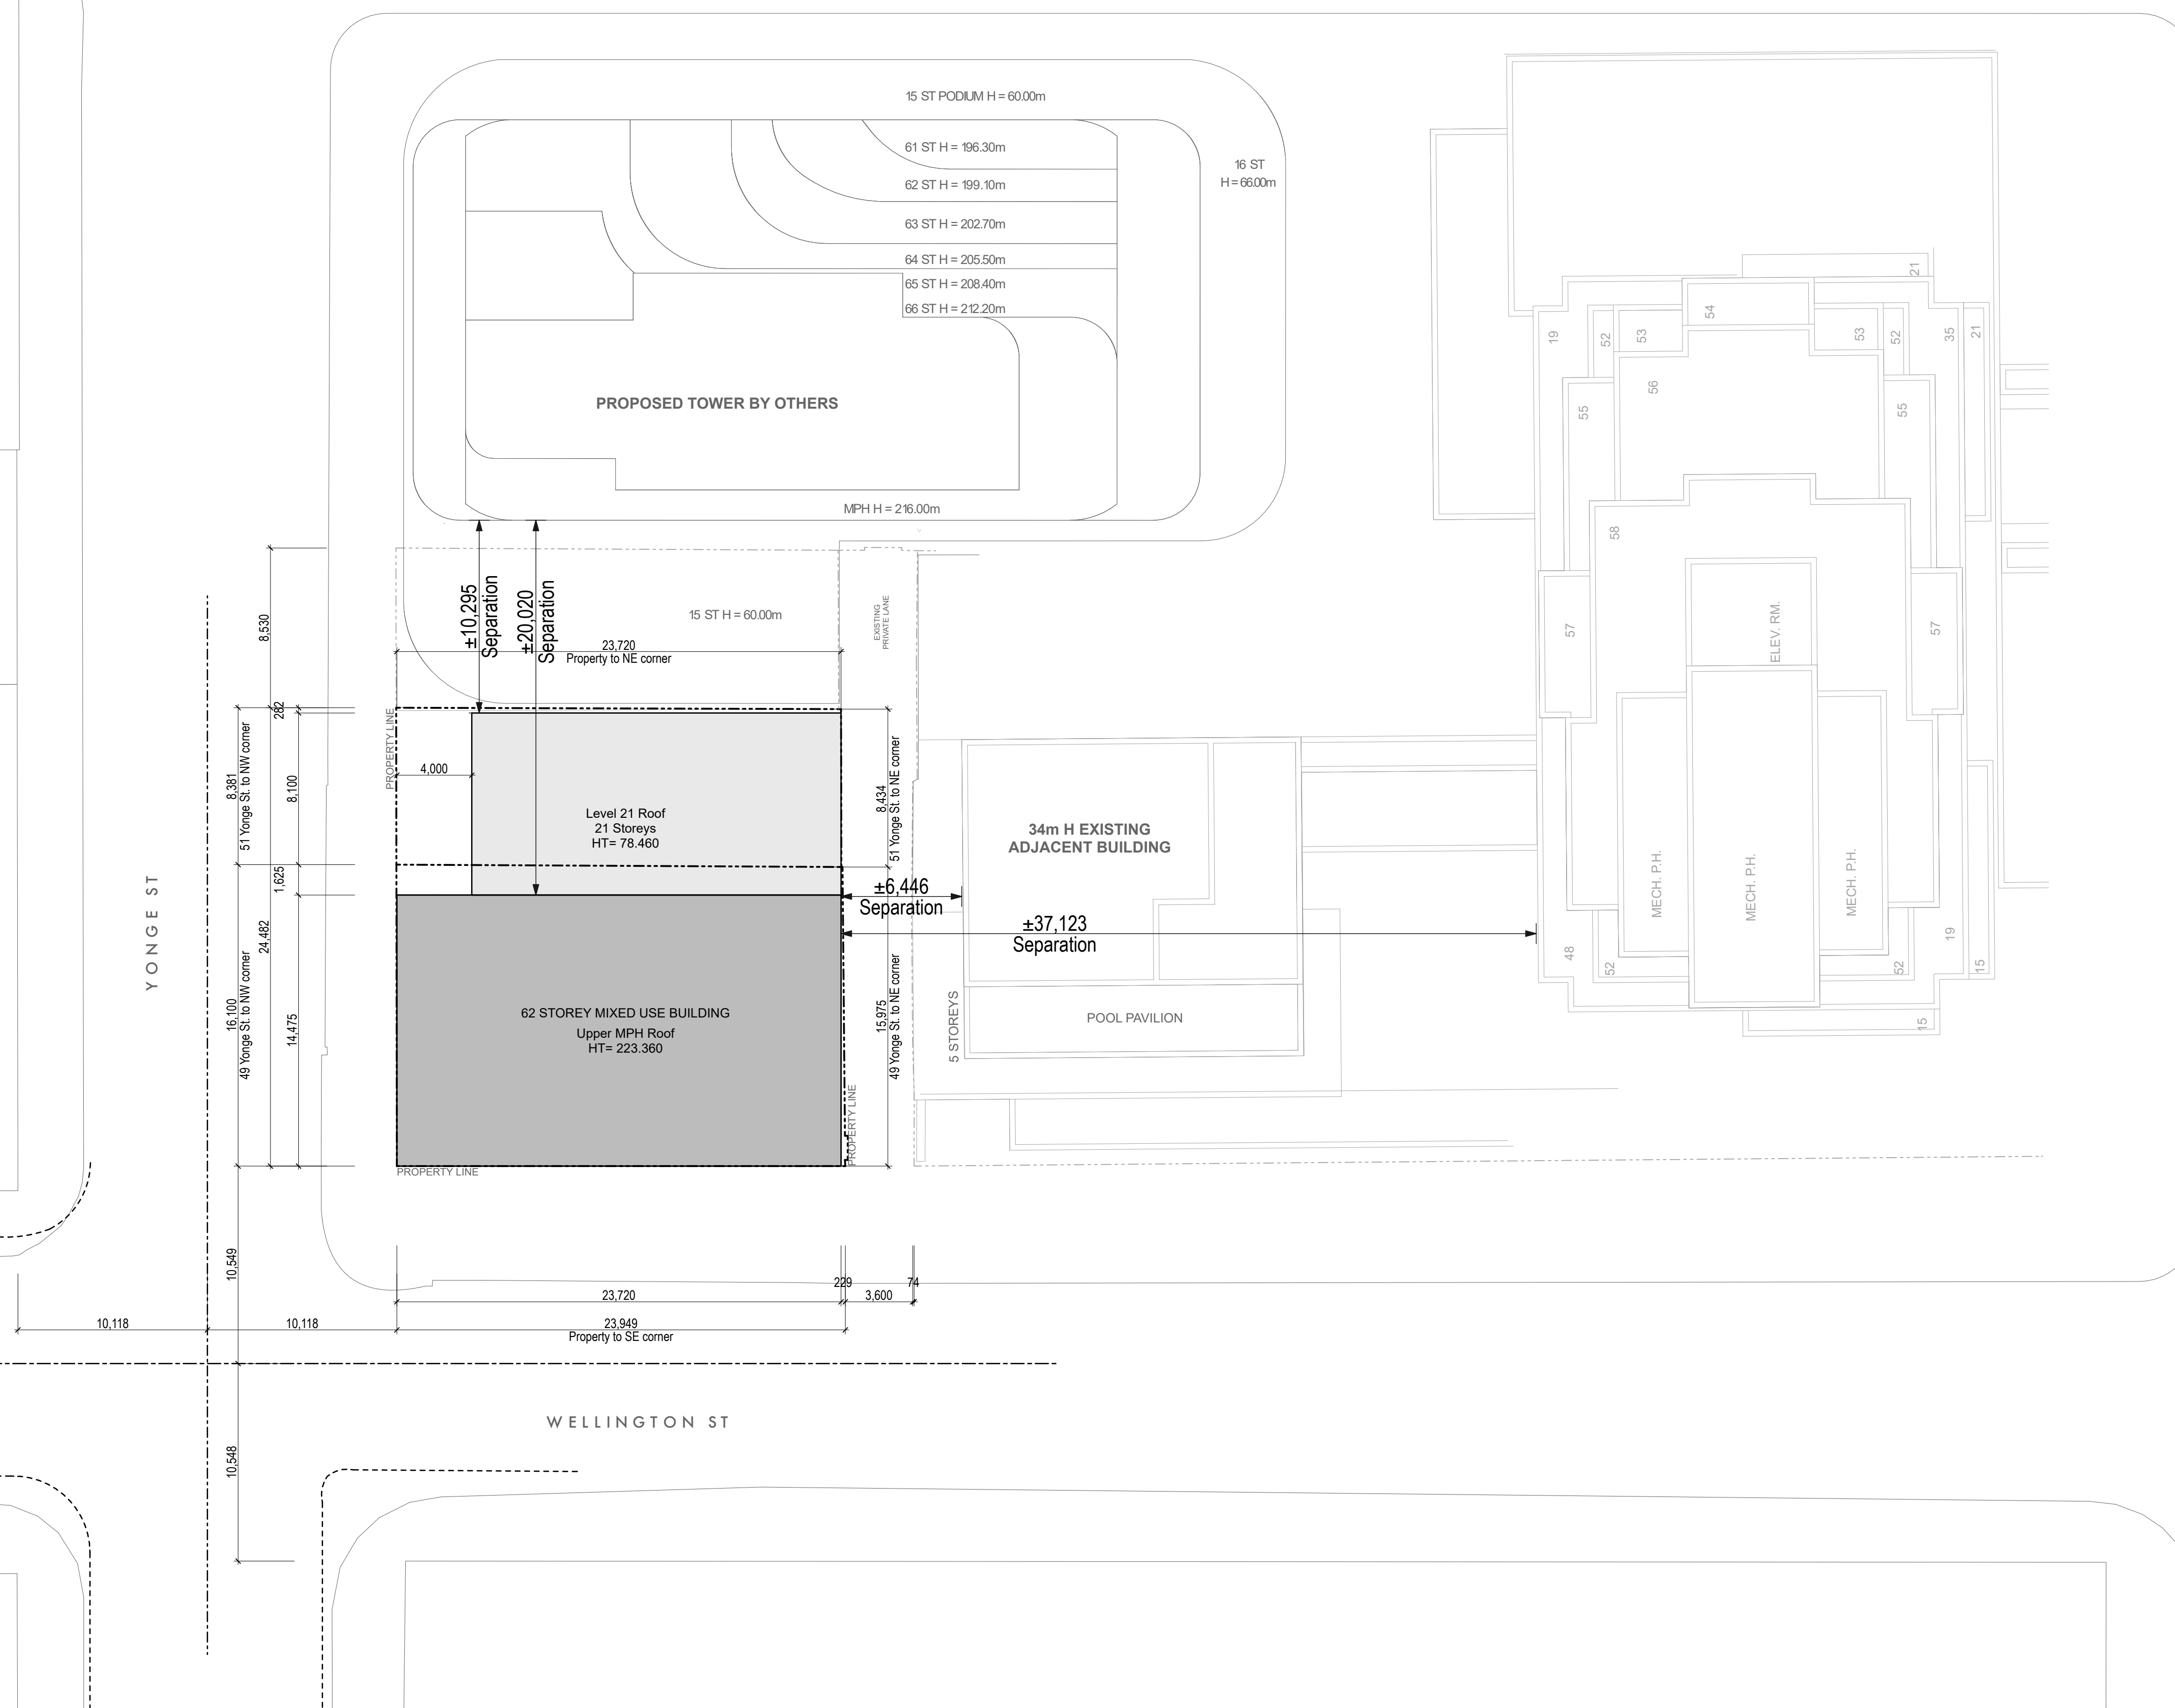 15 ST PODIUM H = 60.00m
61 ST H = 196.30m
62 ST H = 199.10m
63 ST H = 202.70m
64 ST H = 205.50m
65 ST H = 208.40m
66 ST H = 212.20m
16 ST
H = 66.00m
PROPOSED TOWER BY OTHERS
MPH H = 216.00m
±10,295
Separation
±20,020
Separation
15 ST H = 60.00m
EXISTING
PRIVATE LANE
23,720
Property to NE corner
8,530
282
8,381
51 Yonge St. to NW corner
8,100
1,625
24,482
16,100
49 Yonge St. to NW corner
14,475
PROPERTY LINE
4,000
Level 21 Roof
21 Storeys
HT= 78.460
8,434
51 Yonge St. to NE corner
34m H EXISTING
ADJACENT BUILDING
±6,446
Separation
±37,123
Separation
62 STOREY MIXED USE BUILDING
Upper MPH Roof
HT= 223.360
15,975
49 Yonge St. to NE corner
5 STOREYS
POOL PAVILION
PROPERTY LINE
PROPERTY LINE
YONGE ST
21
54
19
52
53
53
52
35
21
56
55
55
58
57
ELEV. RM.
57
MECH. P.H.
MECH. P.H.
MECH. P.H.
48
52
52
19
15
15
10,549
229
74
23,720
3,600
10,118
10,118
23,949
Property to SE corner
WELLINGTON ST
10,548